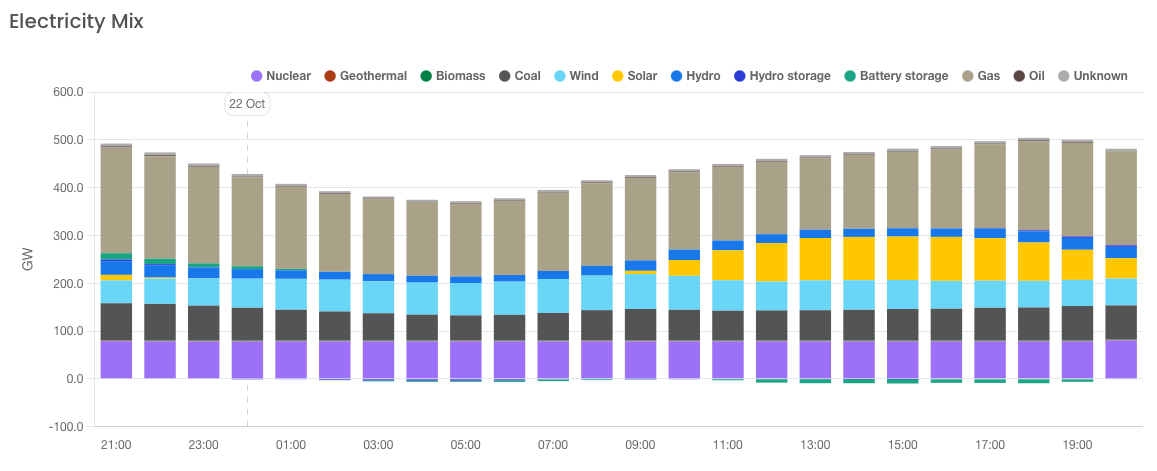 Electricity Mix
Nuclear Geothermal Biomass Coal Wind Solar Hydro Hydro storage Battery storage Gas Oil Unknown
600.0
22 Oct
500.0
400.0
300.0
GW
200.0
100.0
0.0
-100.0
21:00 23:00 01:00 03:00 05:00 07:00 09:00 11:00 13:00 15:00 17:00 19:00